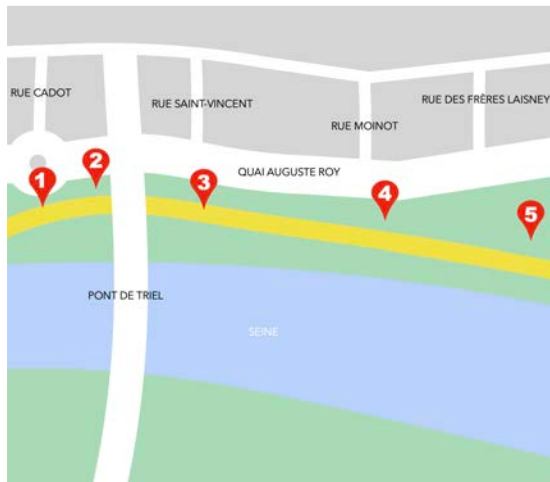 RUE CADOT
RUE SAINT-VINCENT
RUE DES FRÈRES LAISNEY
RUE MOINOT
2
QUAI AUGUSTE ROY
1
3
4
5
PONT DE TRIEL
SEINE